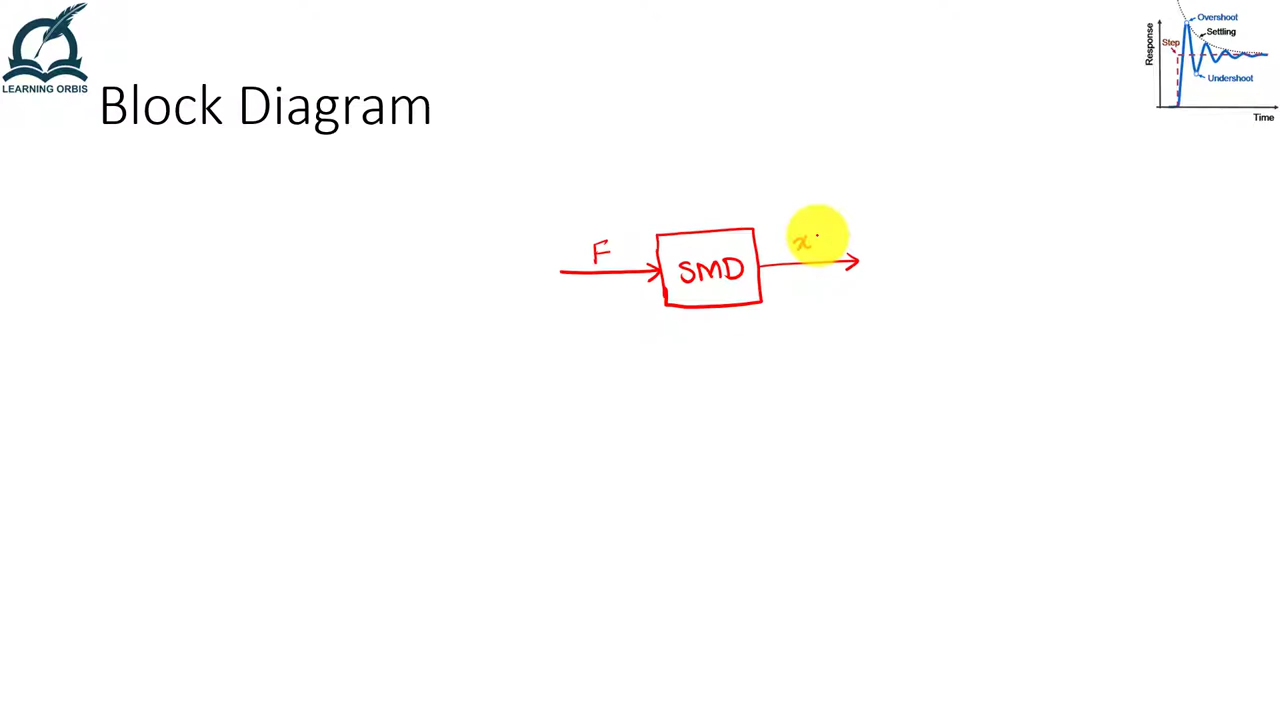 LEARNING ORBIS
Block Diagram
Response
Overshoot
Settling
Step
Undershoot
Time
F
SMD
x